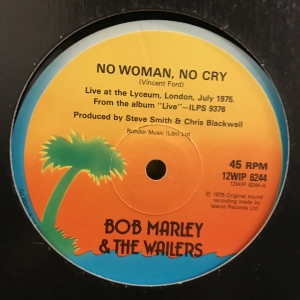 NO WOMAN, NO CRY
(Vincent Ford)
Live at the Lyceum, London, July 1975.
From the album "Live"–ILPS 9376
Produced by Steve Smith & Chris Blackwell
Rondor Music (Ldn) Ltd
45 RPM
12WIP 6244
12WIP 6244-A
℗ 1975 Original sound
recording made by
Island Records Ltd.
BOB MARLEY
& THE WAILERS